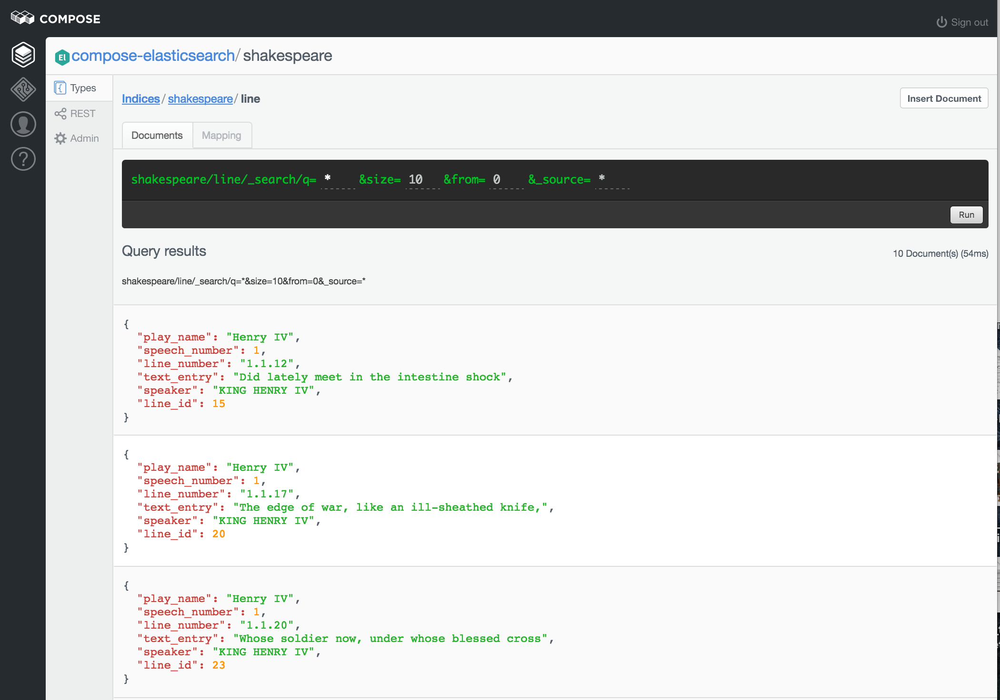 COMPOSE
Sign out
El compose-elasticsearch/shakespeare
Types
REST
Admin
Indices / shakespeare / line
Insert Document
Documents
Mapping
shakespeare/line/_search/q= * &size= 10 &from= 0 &_source= *
Run
Query results
10 Document(s) (54ms)
shakespeare/line/_search/q=*&size=10&from=0&_source=*
{
"play_name": "Henry IV",
"speech_number": 1,
"line_number": "1.1.12",
"text_entry": "Did lately meet in the intestine shock",
"speaker": "KING HENRY IV",
"line_id": 15
}
{
"play_name": "Henry IV",
"speech_number": 1,
"line_number": "1.1.17",
"text_entry": "The edge of war, like an ill-sheathed knife,",
"speaker": "KING HENRY IV",
"line_id": 20
}
{
"play_name": "Henry IV",
"speech_number": 1,
"line_number": "1.1.20",
"text_entry": "Whose soldier now, under whose blessed cross",
"speaker": "KING HENRY IV",
"line_id": 23
}